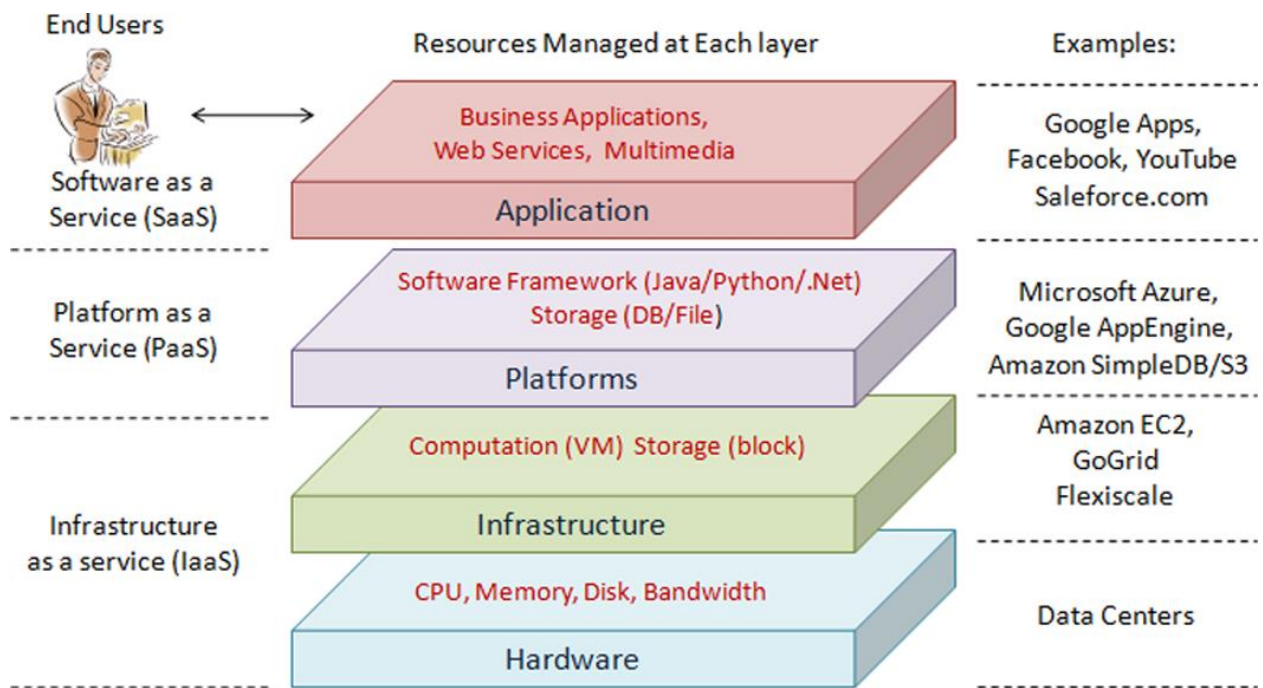 End Users
Resources Managed at Each layer
Examples:
Business Applications,
Web Services,  Multimedia
Application
Software as a
Service (SaaS)
Google Apps,
Facebook, YouTube
Saleforce.com
Software Framework (Java/Python/.Net)
Storage (DB/File)
Platforms
Platform as a
Service (PaaS)
Microsoft Azure,
Google AppEngine,
Amazon SimpleDB/S3
Computation (VM)  Storage (block)
Infrastructure
Amazon EC2,
GoGrid
Flexiscale
Infrastructure
as a service (IaaS)
CPU, Memory, Disk, Bandwidth
Hardware
Data Centers